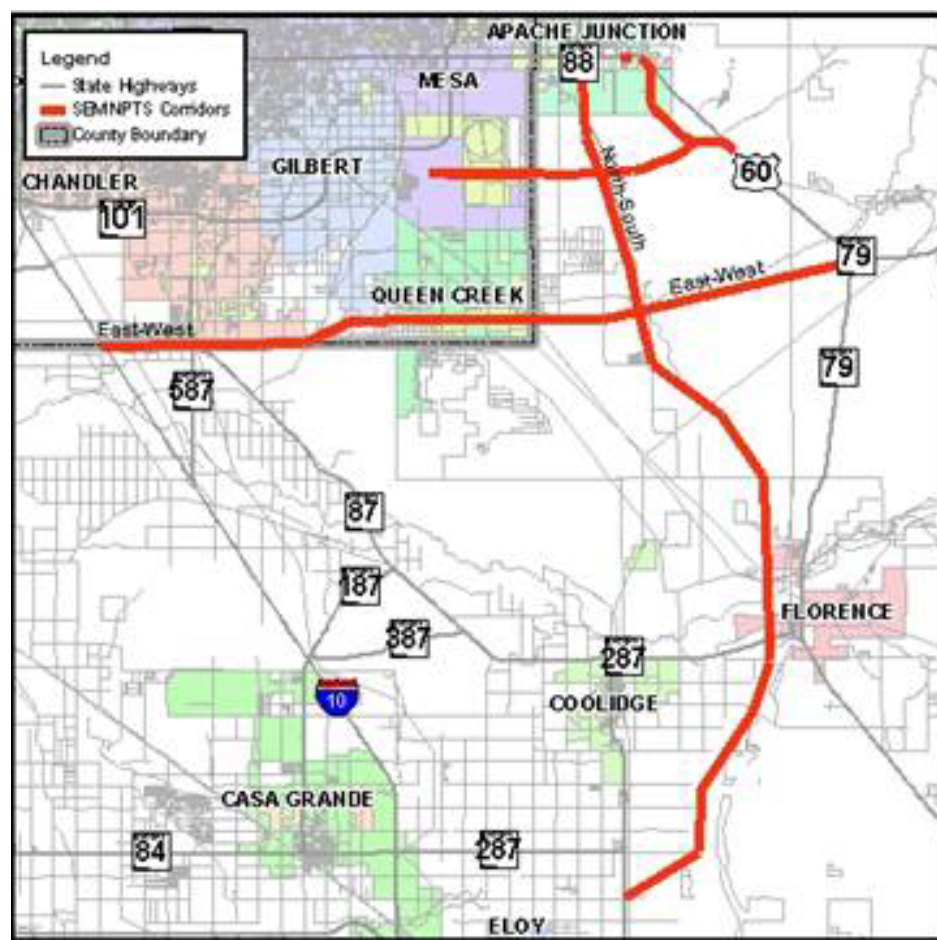 APACHE JUNCTION
Legend
State Highways
SEMNPTS Corridors
County Boundary
88
MESA
GILBERT
CHANDLER
101
North-South
60
79
East-West
QUEEN CREEK
East-West
587
79
87
187
387
FLORENCE
287
10
COOLIDGE
CASA GRANDE
84
287
ELOY